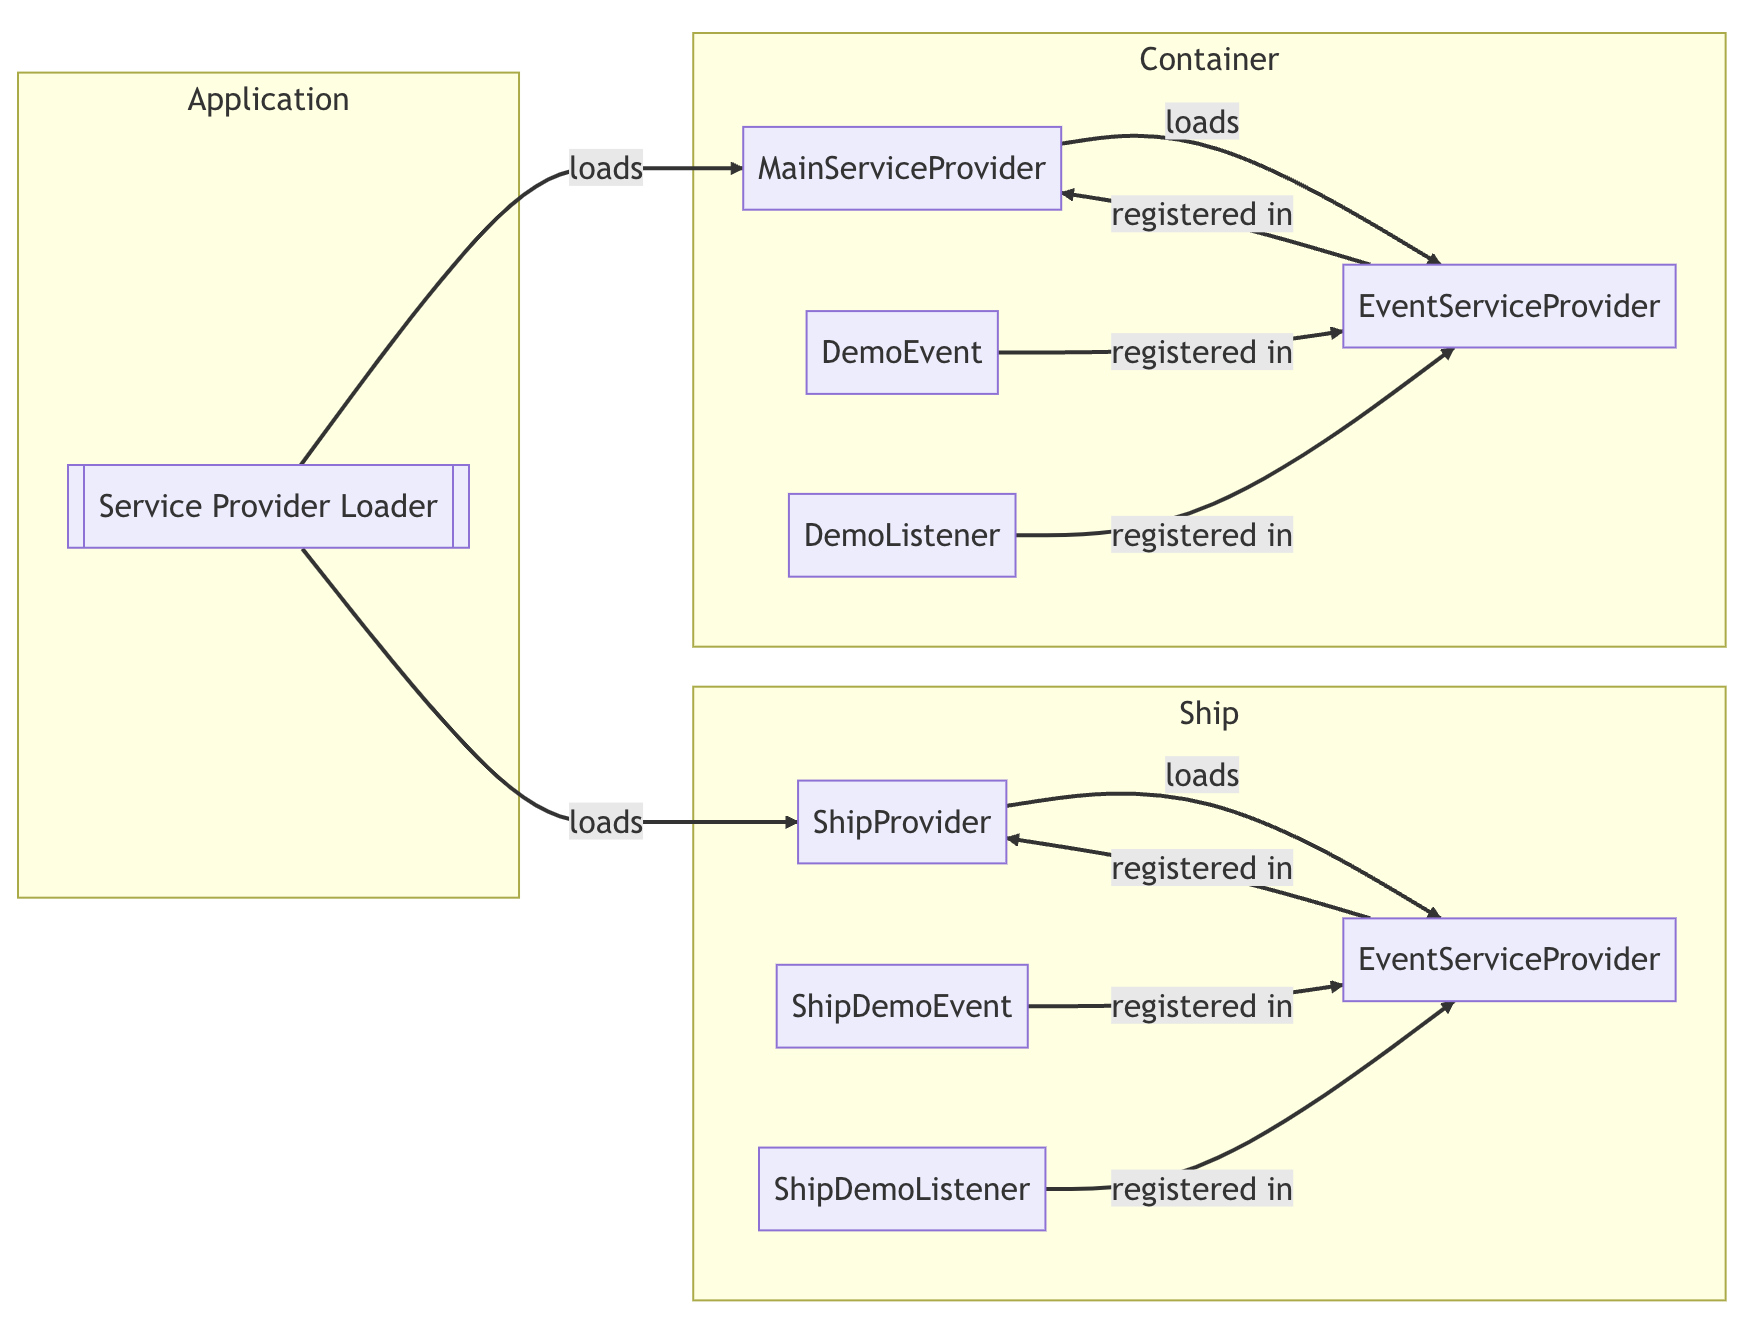 Application
Service Provider Loader
loads
loads
Container
MainServiceProvider
loads
registered in
EventServiceProvider
DemoEvent
registered in
DemoListener
registered in
Ship
ShipProvider
loads
registered in
EventServiceProvider
ShipDemoEvent
registered in
ShipDemoListener
registered in